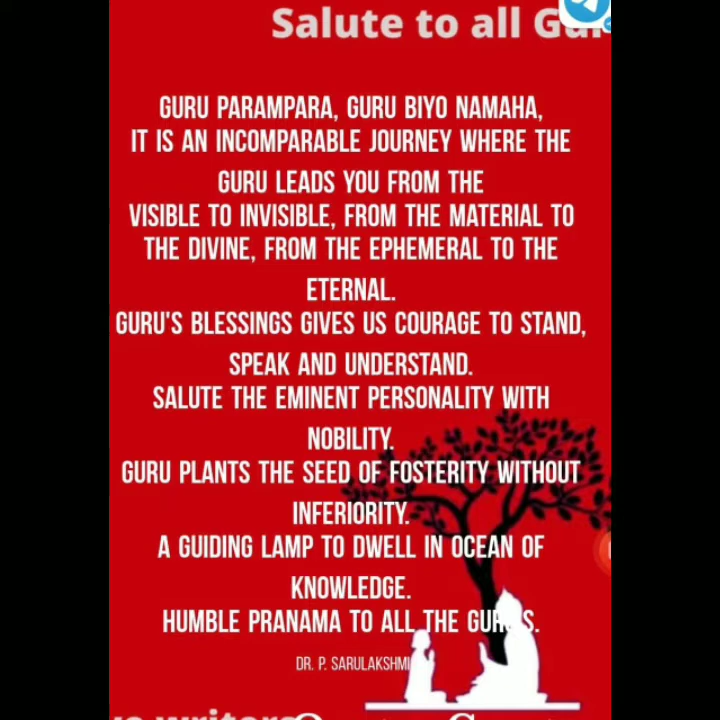 Salute to all
GURU PARAMPARA, GURU BIYO NAMAHA,
IT IS AN INCOMPARABLE JOURNEY WHERE THE
GURU LEADS YOU FROM THE
VISIBLE TO INVISIBLE, FROM THE MATERIAL TO
THE DIVINE, FROM THE EPHEMERAL TO THE
ETERNAL.
GURU'S BLESSINGS GIVES US COURAGE TO STAND,
SPEAK AND UNDERSTAND.
SALUTE THE EMINENT PERSONALITY WITH
NOBILITY.
GURU PLANTS THE SEED OF FOSTERITY WITHOUT
INFERIORITY.
A GUIDING LAMP TO DWELL IN OCEAN OF
KNOWLEDGE.
HUMBLE PRANAMA TO ALL THE GURUS.
DR. P. SARULAKSHMI